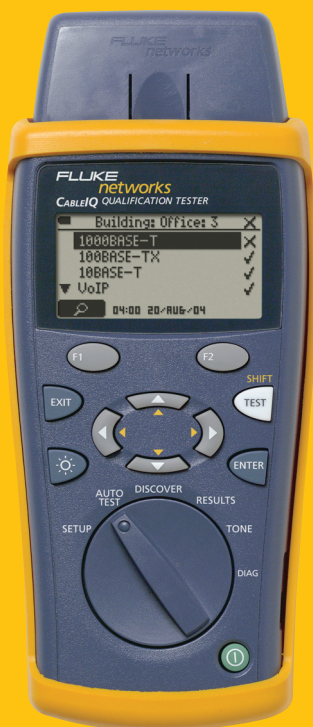 FLUKE
networks
FLUKE
networks
CABLEIQ QUALIFICATION TESTER
Building: Office: 3
1000BASE-T
100BASE-TX
10BASE-T
VoIP
04:00 20/AUG/04
F1
F2
SHIFT
EXIT
TEST
ENTER
AUTO
TEST
DISCOVER
RESULTS
SETUP
TONE
DIAG